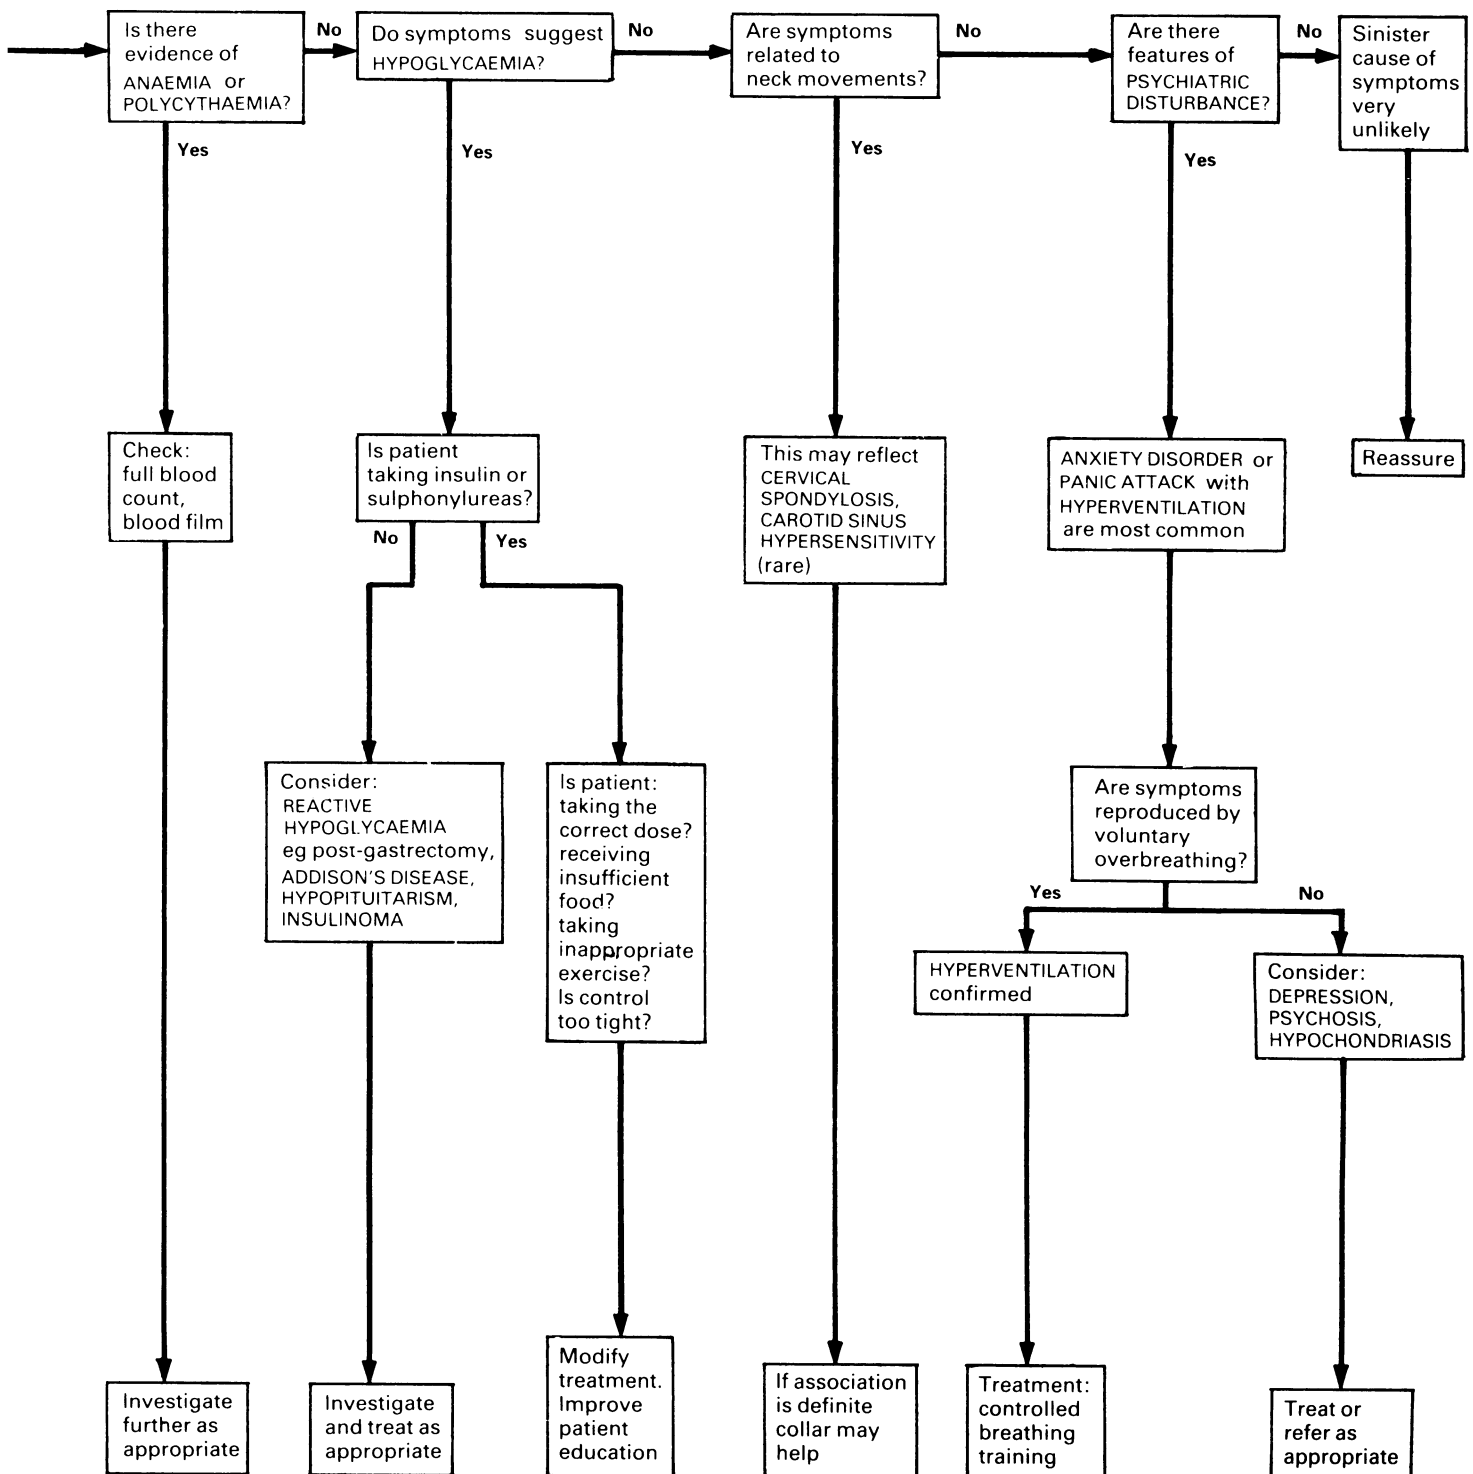 Is there
evidence of
ANAEMIA or
POLYCYTHAEMIA?
No
Do symptoms suggest
HYPOGLYCAEMIA?
No
Are symptoms
related to
neck movements?
No
Are there
features of
PSYCHIATRIC
DISTURBANCE?
No
Sinister
cause of
symptoms
very
unlikely
Yes
Yes
Yes
Yes
Check:
full blood
count,
blood film
Is patient
taking insulin or
sulphonylureas?
This may reflect
CERVICAL
SPONDYLOSIS,
CAROTID SINUS
HYPERSENSITIVITY
(rare)
ANXIETY DISORDER or
PANIC ATTACK with
HYPERVENTILATION
are most common
Reassure
No
Yes
Consider:
REACTIVE
HYPOGLYCAEMIA
eg post-gastrectomy,
ADDISON'S DISEASE,
HYPOPITUITARISM,
INSULINOMA
Is patient:
taking the
correct dose?
receiving
insufficient
food?
taking
inappropriate
exercise?
Is control
too tight?
Are symptoms
reproduced by
voluntary
overbreathing?
Yes
No
HYPERVENTILATION
confirmed
Consider:
DEPRESSION,
PSYCHOSIS,
HYPOCHONDRIASIS
Investigate
further as
appropriate
Investigate
and treat as
appropriate
Modify
treatment.
Improve
patient
education
If association
is definite
collar may
help
Treatment:
controlled
breathing
training
Treat or
refer as
appropriate